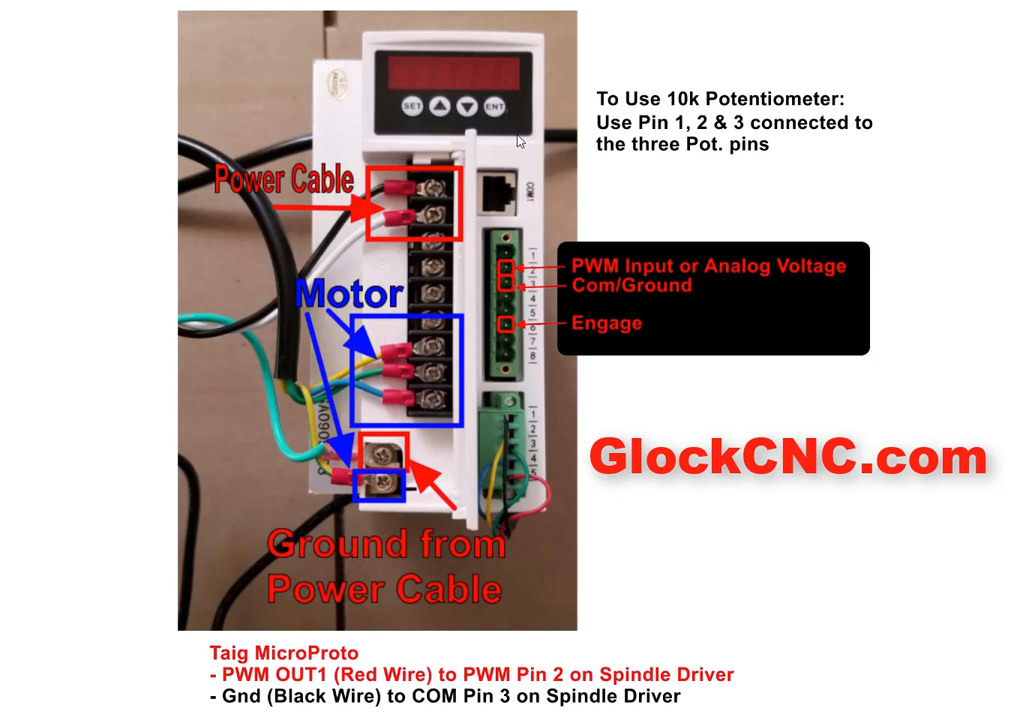 To Use 10k Potentiometer:
Use Pin 1, 2 & 3 connected to
the three Pot. pins
SET
ENT
Power Cable
COM1
1
2
3
4
5
6
7
8
PWM Input or Analog Voltage
Com/Ground
Engage
Motor
1
2
3
4
5
GlockCNC.com
Ground from
Power Cable
Taig MicroProto
- PWM OUT1 (Red Wire) to PWM Pin 2 on Spindle Driver
- Gnd (Black Wire) to COM Pin 3 on Spindle Driver